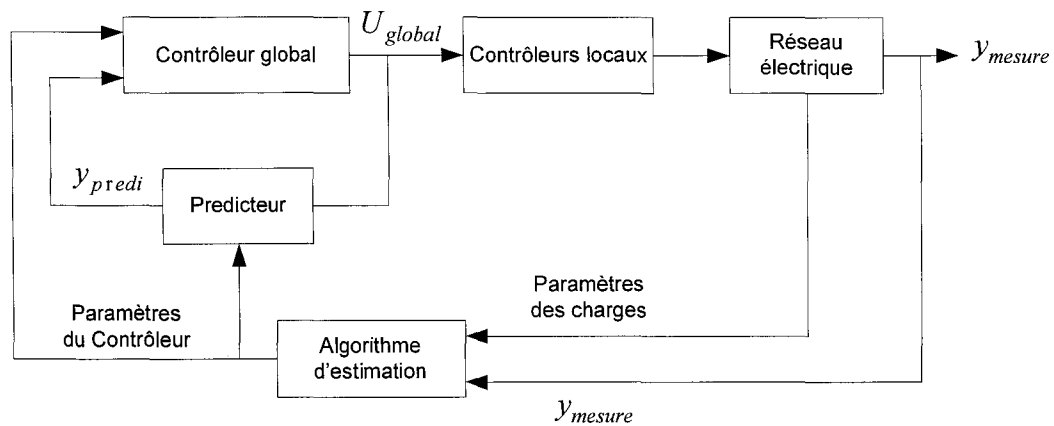 U_global
Contrôleur global
Contrôleurs locaux
Réseau
électrique
y_mesure
y_predi
Predicteur
Paramètres
des charges
Paramètres
du Contrôleur
Algorithme
d'estimation
y_mesure